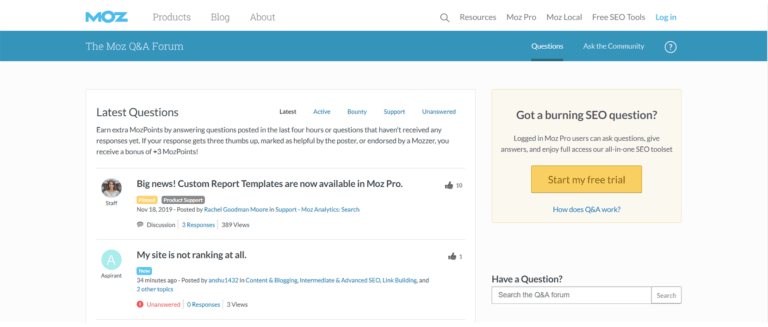 MOZ Products Blog About Resources Moz Pro Moz Local Free SEO Tools Log in
The Moz Q&A Forum Questions Ask the Community ?
Latest Questions Latest Active Bounty Support Unanswered
Earn extra MozPoints by answering questions posted in the last four hours or questions that haven't received any
responses yet. If your response gets three thumbs up, marked as helpful by the poster, or endorsed by a Mozzer, you
receive a bonus of +3 MozPoints!
Big news! Custom Report Templates are now available in Moz Pro. 10
Staff
Pinned Product Support
Nov 18, 2019 - Posted by Rachel Goodman Moore in Support - Moz Analytics: Search
Discussion 3 Responses 389 Views
A
Aspirant
My site is not ranking at all. 1
New
34 minutes ago - Posted by anshu1432 in Content & Blogging, Intermediate & Advanced SEO, Link Building, and
2 other topics
! Unanswered 0 Responses 3 Views
Got a burning SEO question?
Logged in Moz Pro users can ask questions, give
answers, and enjoy full access our all-in-one SEO toolset
Start my free trial
How does Q&A work?
Have a Question?
Search the Q&A forum Search